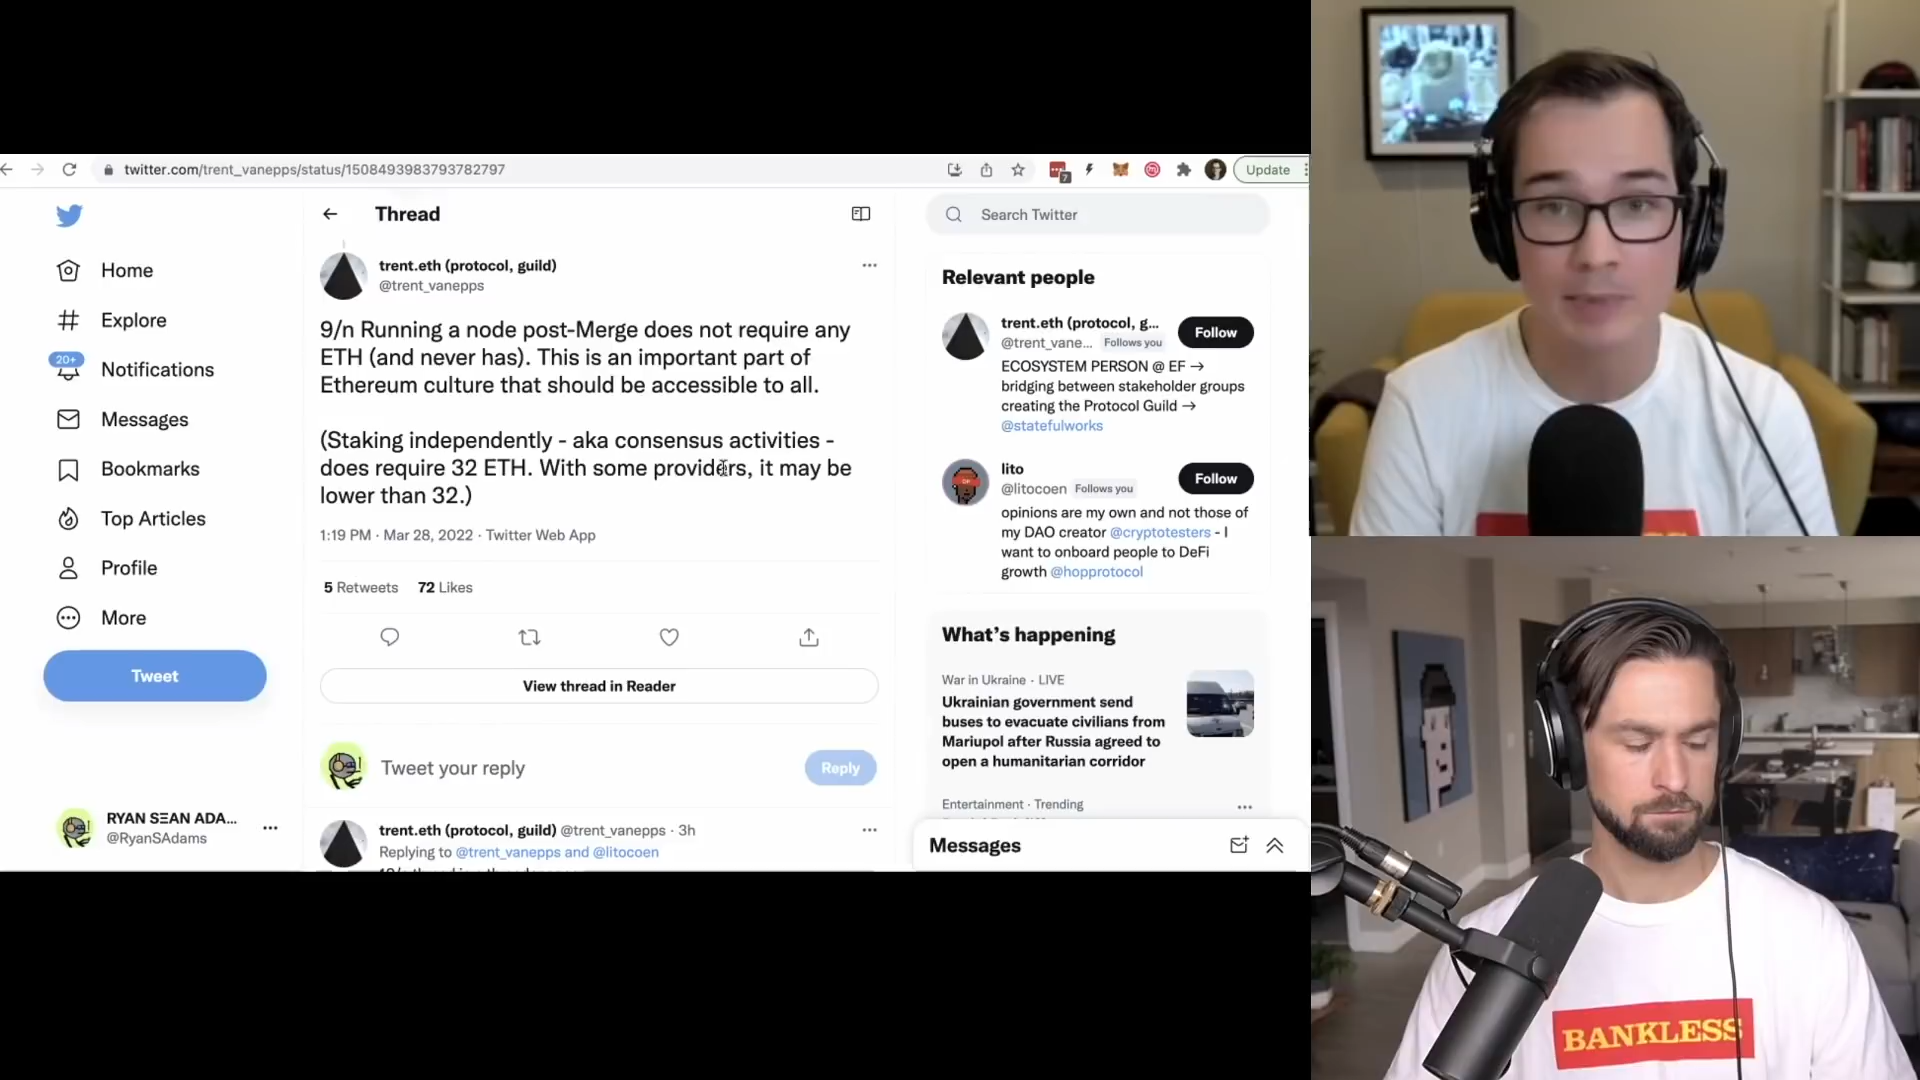 twitter.com/trent_vanepps/status/1508493983793782797
7
Update
Home
Explore
20+
Notifications
Messages
Bookmarks
Top Articles
Profile
More
Tweet
RYAN SΞAN ADA...
@RyanSAdams
Thread
trent.eth (protocol, guild)
@trent_vanepps
9/n Running a node post-Merge does not require any
ETH (and never has). This is an important part of
Ethereum culture that should be accessible to all.
(Staking independently - aka consensus activities -
does require 32 ETH. With some providers, it may be
lower than 32.)
1:19 PM · Mar 28, 2022 · Twitter Web App
5 Retweets 72 Likes
View thread in Reader
Tweet your reply
Reply
trent.eth (protocol, guild) @trent_vanepps · 3h
Replying to @trent_vanepps and @litocoen
Search Twitter
Relevant people
trent.eth (protocol, g...
@trent_vane... Follows you
Follow
ECOSYSTEM PERSON @ EF →
bridging between stakeholder groups
creating the Protocol Guild →
@statefulworks
lito
@litocoen Follows you
Follow
opinions are my own and not those of
my DAO creator @cryptotesters - I
want to onboard people to DeFi
growth @hopprotocol
What's happening
War in Ukraine · LIVE
Ukrainian government send
buses to evacuate civilians from
Mariupol after Russia agreed to
open a humanitarian corridor
Entertainment · Trending
Messages
BANKLESS